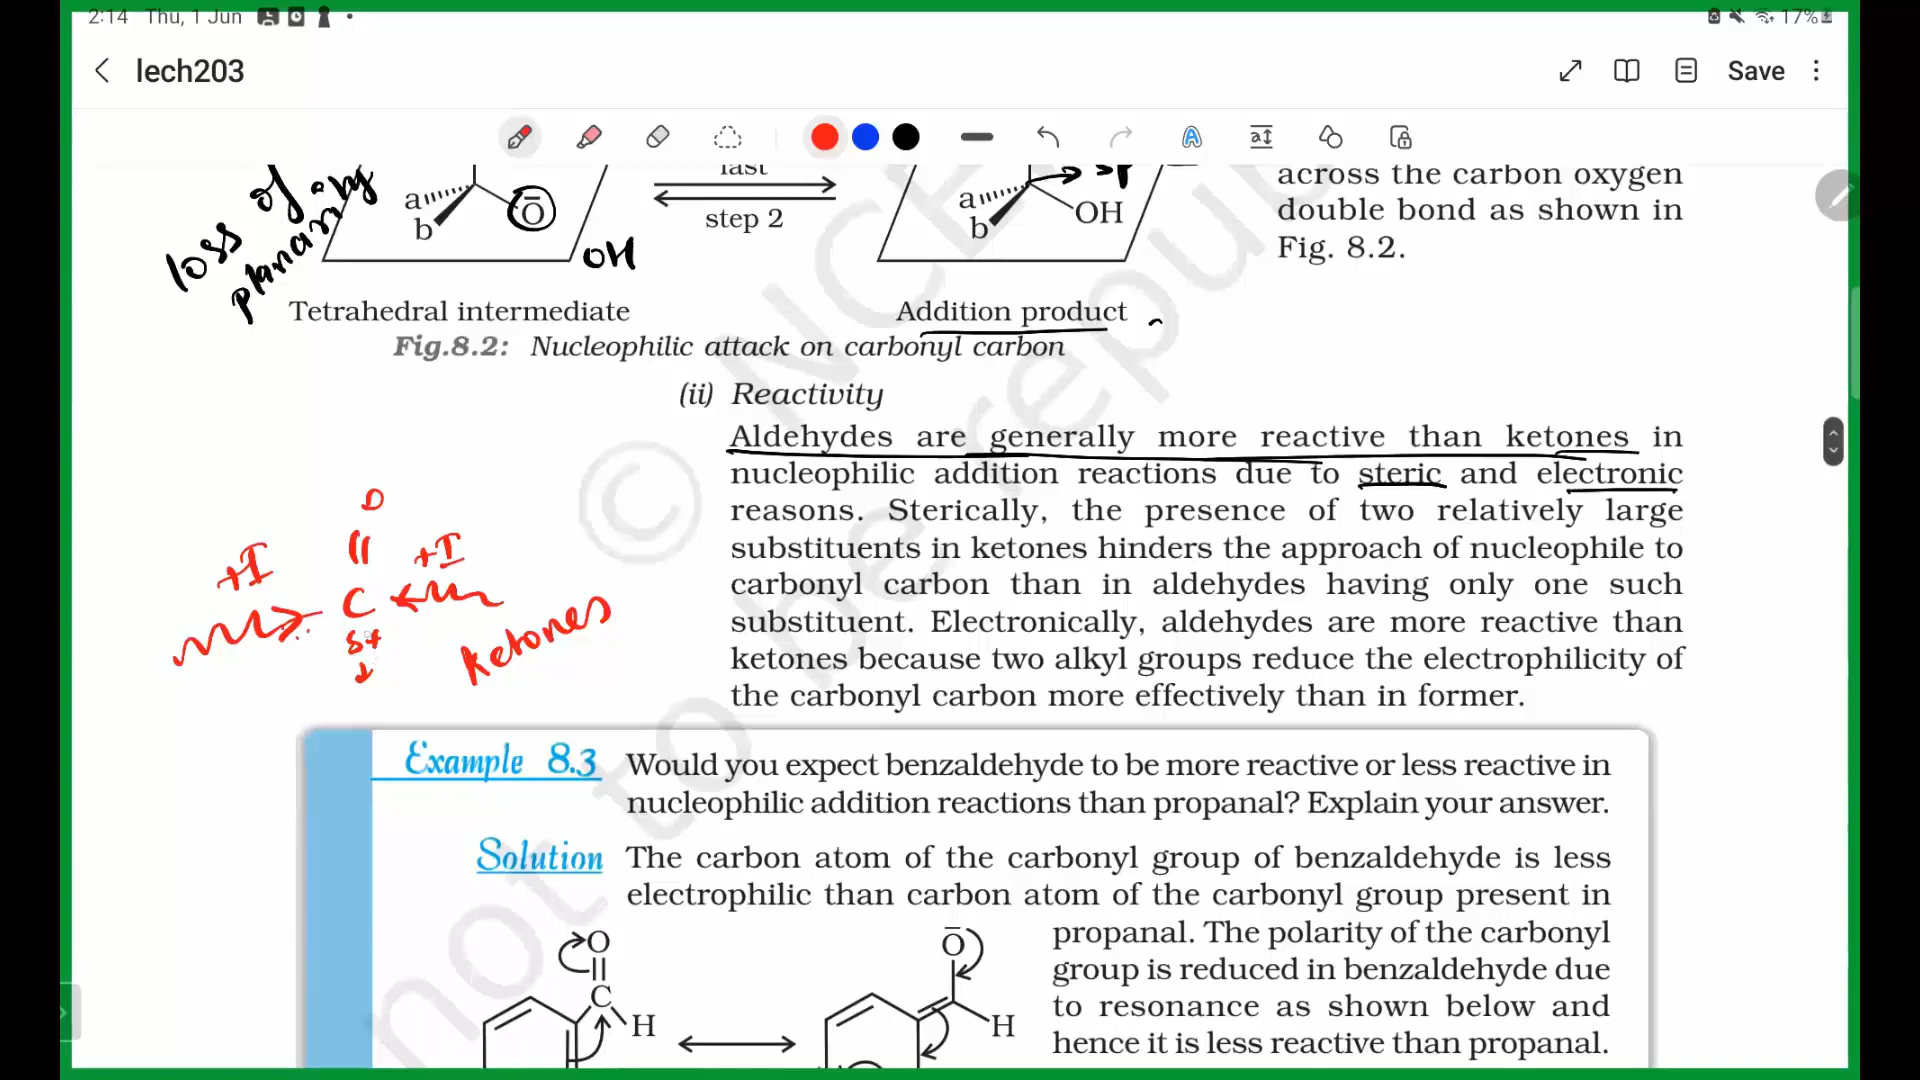 2:14 Thu, 1 Jun
17%
lech203
Save
loss of
planarity
a
b
O
OH
fast
step 2
a
b
OH
sp
across the carbon oxygen
double bond as shown in
Fig. 8.2.
Tetrahedral intermediate
Addition product
Fig.8.2: Nucleophilic attack on carbonyl carbon
(ii) Reactivity
Aldehydes are generally more reactive than ketones in
nucleophilic addition reactions due to steric and electronic
reasons. Sterically, the presence of two relatively large
substituents in ketones hinders the approach of nucleophile to
carbonyl carbon than in aldehydes having only one such
substituent. Electronically, aldehydes are more reactive than
ketones because two alkyl groups reduce the electrophilicity of
the carbonyl carbon more effectively than in former.
O
+I
+I
C
δ+
Ketones
© NCE
not to be repub
Example 8.3
Would you expect benzaldehyde to be more reactive or less reactive in
nucleophilic addition reactions than propanal? Explain your answer.
Solution
The carbon atom of the carbonyl group of benzaldehyde is less
electrophilic than carbon atom of the carbonyl group present in
propanal. The polarity of the carbonyl
group is reduced in benzaldehyde due
to resonance as shown below and
hence it is less reactive than propanal.
O
C
H
O
H